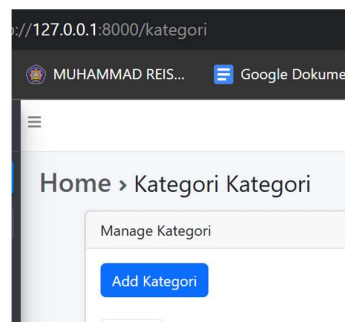 ://127.0.0.1:8000/kategori
MUHAMMAD REIS... Google Dokume
Home › Kategori Kategori
Manage Kategori
Add Kategori